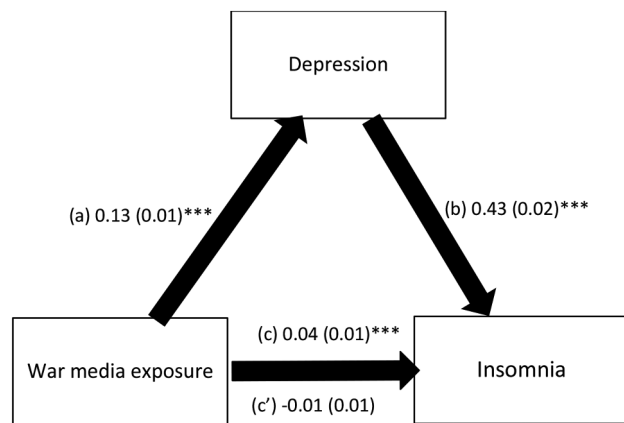 Depression
(a) 0.13 (0.01)***
(b) 0.43 (0.02)***
(c) 0.04 (0.01)***
War media exposure
Insomnia
(c’) -0.01 (0.01)